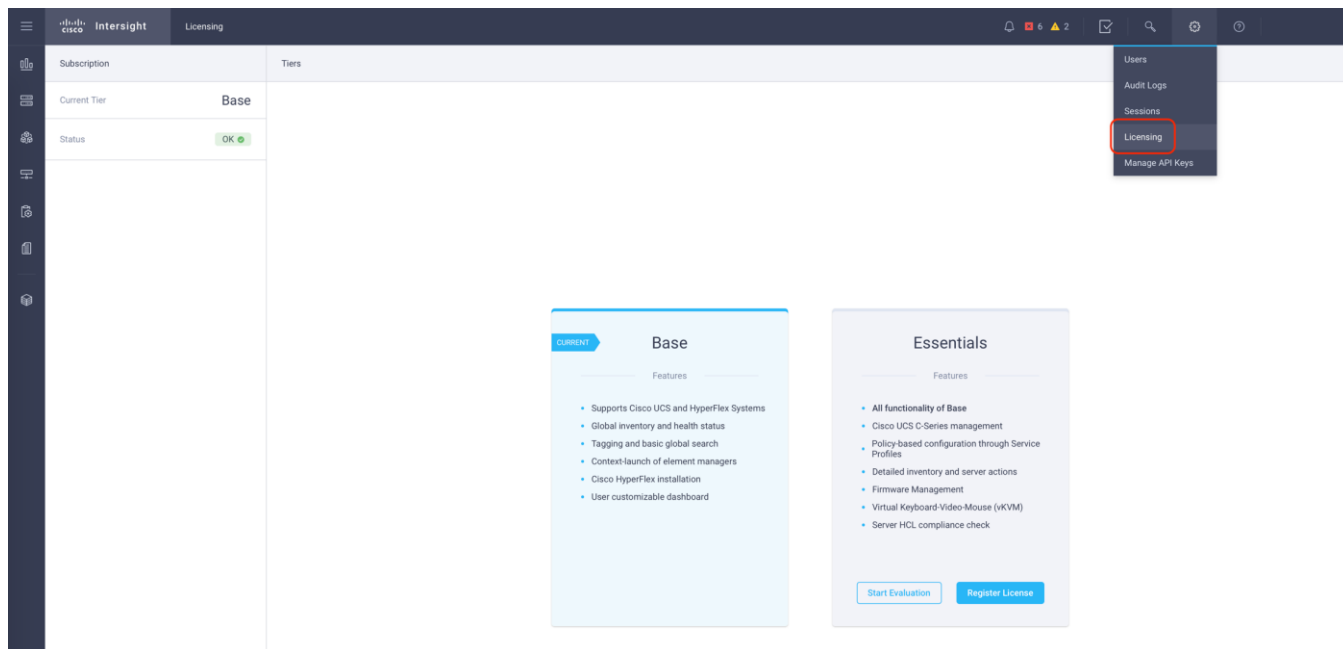 cisco Intersight Licensing 6 2
Users
Audit Logs
Sessions
Licensing
Manage API Keys
Subscription
Current Tier Base
Status OK
Tiers
CURRENT Base
Features
Supports Cisco UCS and HyperFlex Systems
Global inventory and health status
Tagging and basic global search
Context-launch of element managers
Cisco HyperFlex installation
User customizable dashboard
Essentials
Features
All functionality of Base
Cisco UCS C-Series management
Policy-based configuration through Service
Profiles
Detailed inventory and server actions
Firmware Management
Virtual Keyboard-Video-Mouse (vKVM)
Server HCL compliance check
Start Evaluation Register License